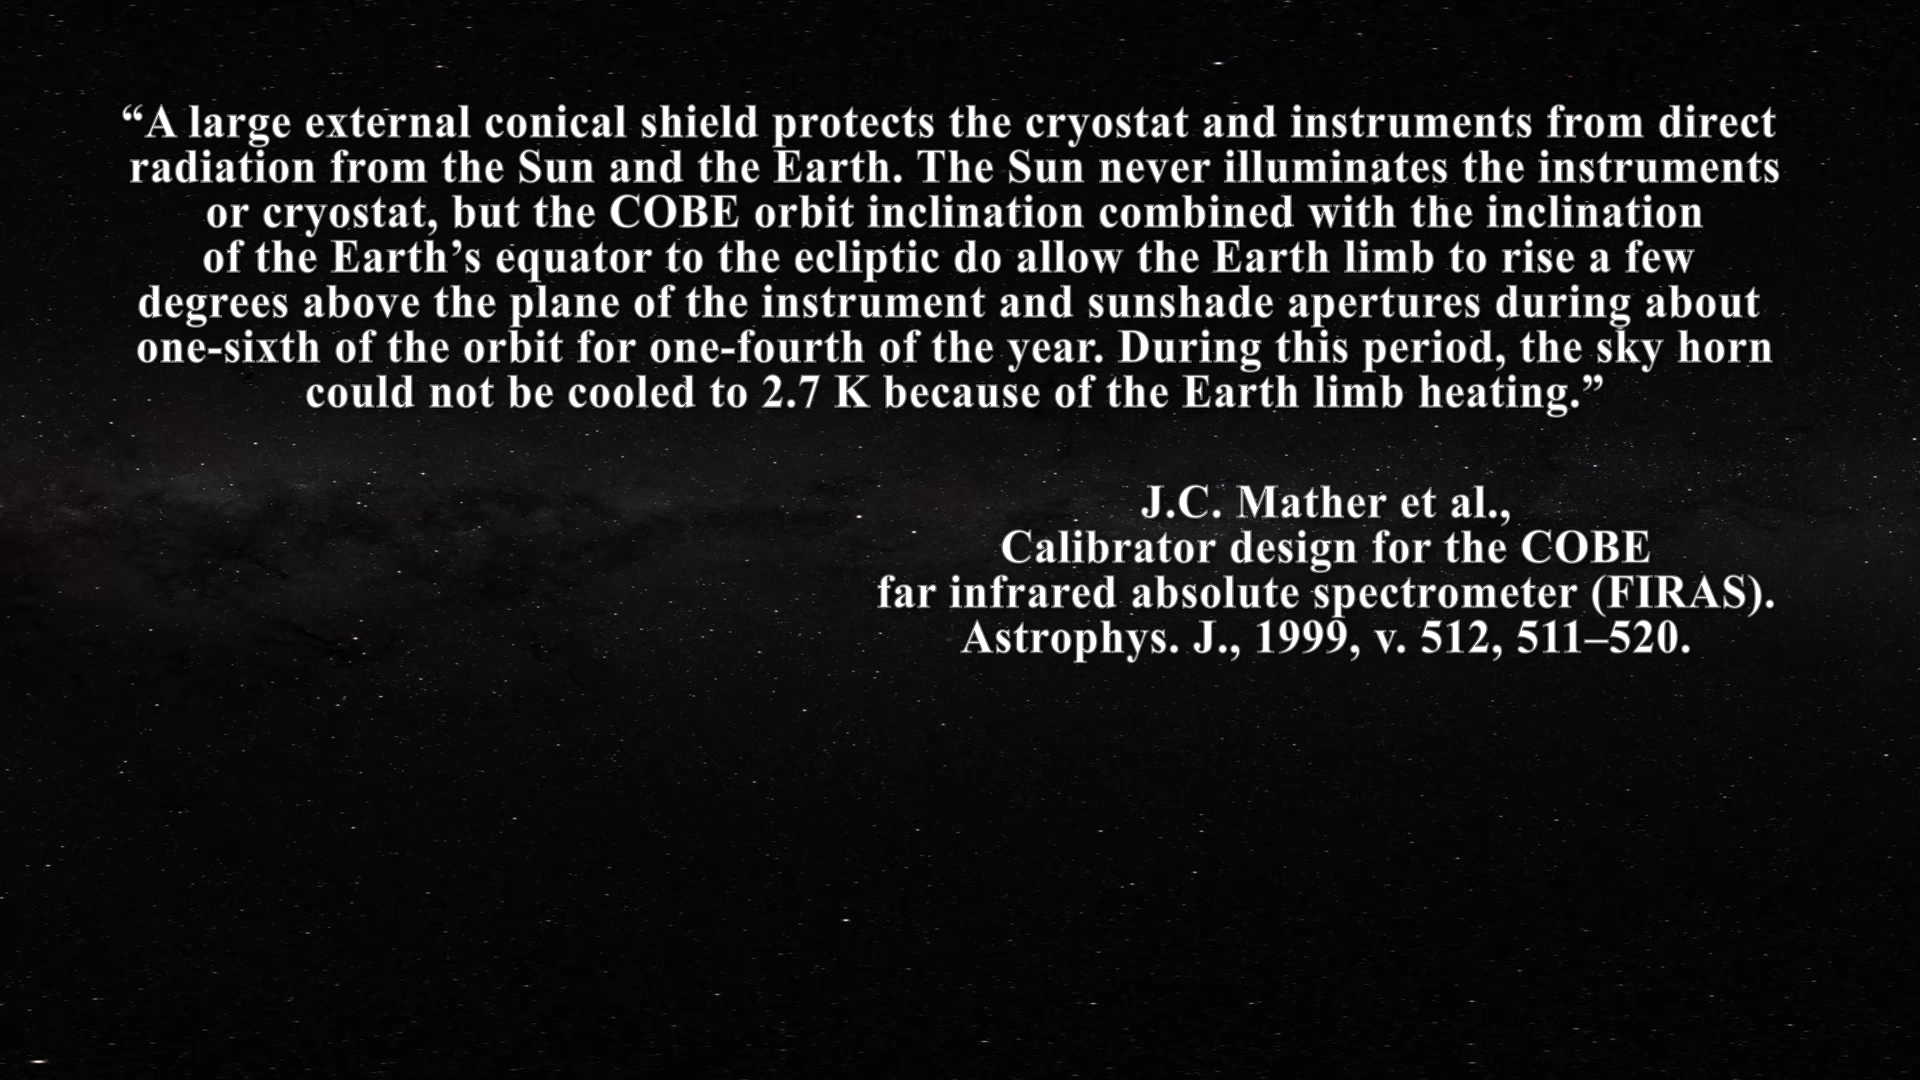 “A large external conical shield protects the cryostat and instruments from direct
radiation from the Sun and the Earth. The Sun never illuminates the instruments
or cryostat, but the COBE orbit inclination combined with the inclination
of the Earth’s equator to the ecliptic do allow the Earth limb to rise a few
degrees above the plane of the instrument and sunshade apertures during about
one-sixth of the orbit for one-fourth of the year. During this period, the sky horn
could not be cooled to 2.7 K because of the Earth limb heating.”
J.C. Mather et al.,
Calibrator design for the COBE
far infrared absolute spectrometer (FIRAS).
Astrophys. J., 1999, v. 512, 511–520.